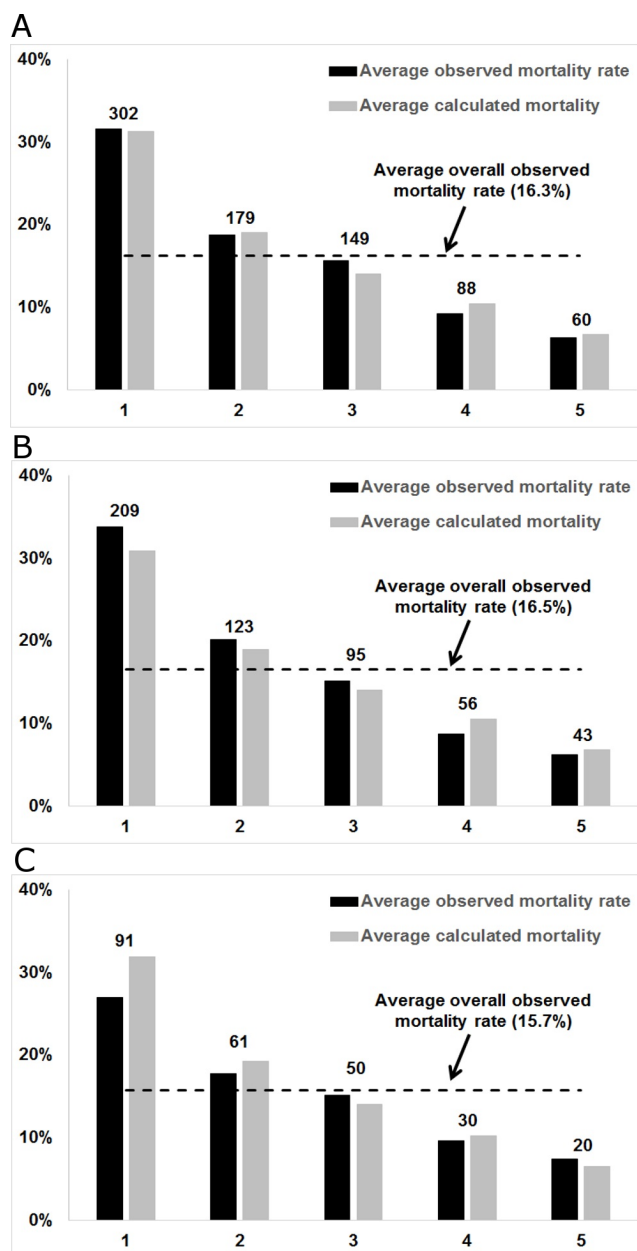 A
40%
Average observed mortality rate
302
Average calculated mortality
30%
Average overall observed
mortality rate (16.3%)
20%
179
149
10%
88
60
0%
1 2 3 4 5
B
40%
Average observed mortality rate
209
Average calculated mortality
30%
Average overall observed
mortality rate (16.5%)
20%
123
95
10%
56
43
0%
1 2 3 4 5
C
40%
Average observed mortality rate
91
Average calculated mortality
30%
Average overall observed
mortality rate (15.7%)
20%
61
50
10%
30
20
0%
1 2 3 4 5